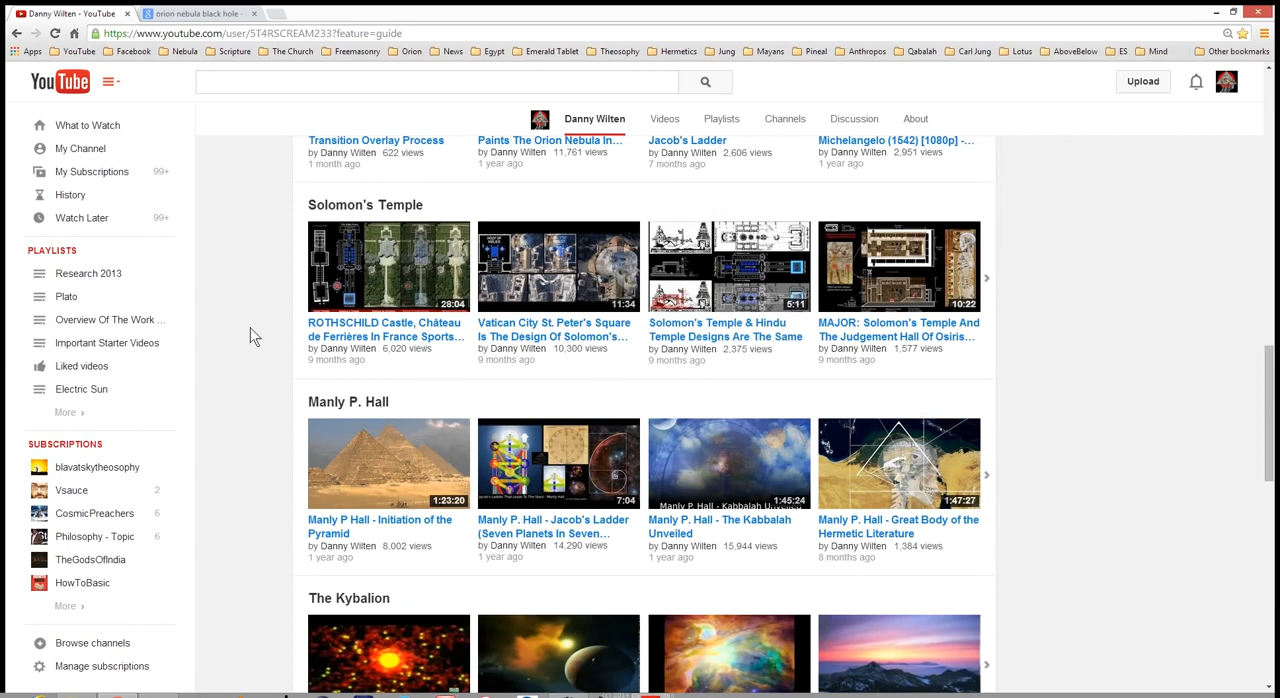 Danny Wilten - YouTube
orion nebula black hole -
https://www.youtube.com/user/5T4RSCREAM233?feature=guide
Apps YouTube Facebook Nebula Scripture The Church Freemasonry Orion News Egypt Emerald Tablet Theosophy Hermetics Jung Mayans Pineal Anthropos Qabalah Carl Jung Lotus AboveBelow ES Mind Other bookmarks
YouTube
Upload
Danny Wilten Videos Playlists Channels Discussion About
What to Watch
My Channel
My Subscriptions 99+
History
Watch Later 99+
PLAYLISTS
Research 2013
Plato
Overview Of The Work ...
Important Starter Videos
Liked videos
Electric Sun
More ›
SUBSCRIPTIONS
blavatskytheosophy
Vsauce 2
CosmicPreachers 6
Philosophy - Topic 6
TheGodsOfIndia
HowToBasic
More ›
Browse channels
Manage subscriptions
Transition Overlay Process
by Danny Wilten 622 views
1 month ago
Paints The Orion Nebula In...
by Danny Wilten 11,761 views
1 year ago
Jacob's Ladder
by Danny Wilten 2,606 views
7 months ago
Michelangelo (1542) [1080p] -...
by Danny Wilten 2,951 views
1 year ago
Solomon's Temple
28:04
ROTHSCHILD Castle, Château
de Ferrières In France Sports...
by Danny Wilten 6,020 views
9 months ago
11:34
Vatican City St. Peter's Square
Is The Design Of Solomon's...
by Danny Wilten 10,300 views
9 months ago
5:11
Solomon's Temple & Hindu
Temple Designs Are The Same
by Danny Wilten 2,375 views
9 months ago
10:22
MAJOR: Solomon's Temple And
The Judgement Hall Of Osiris...
by Danny Wilten 1,577 views
9 months ago
Manly P. Hall
1:23:20
Manly P Hall - Initiation of the
Pyramid
by Danny Wilten 8,002 views
1 year ago
7:04
Manly P. Hall - Jacob's Ladder
(Seven Planets In Seven...
by Danny Wilten 14,290 views
1 year ago
Manly P. Hall - Kabbalah Unveiled
1:45:24
Manly P. Hall - The Kabbalah
Unveiled
by Danny Wilten 15,944 views
1 year ago
1:47:27
Manly P. Hall - Great Body of the
Hermetic Literature
by Danny Wilten 1,384 views
8 months ago
The Kybalion